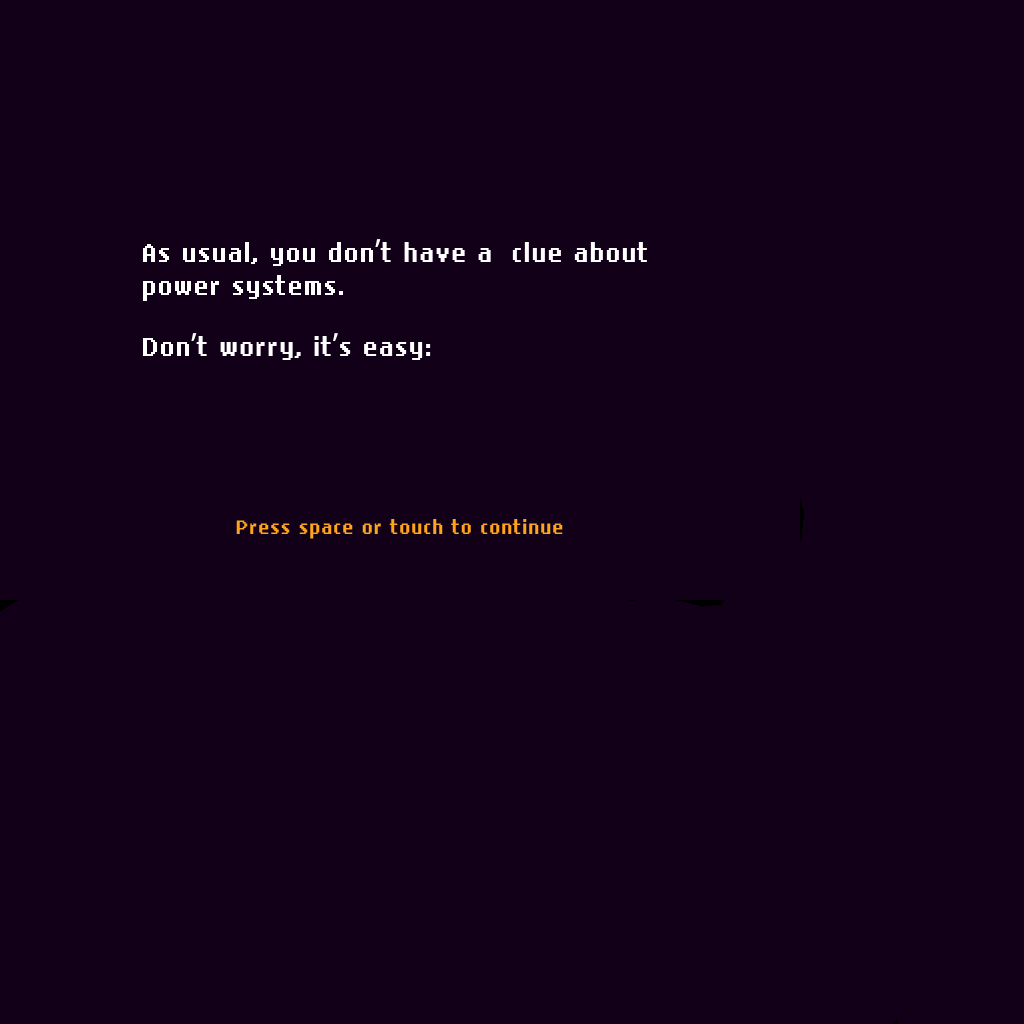 As usual, you don't have a  clue about
power systems.
Don't worry, it's easy:
Press space or touch to continue